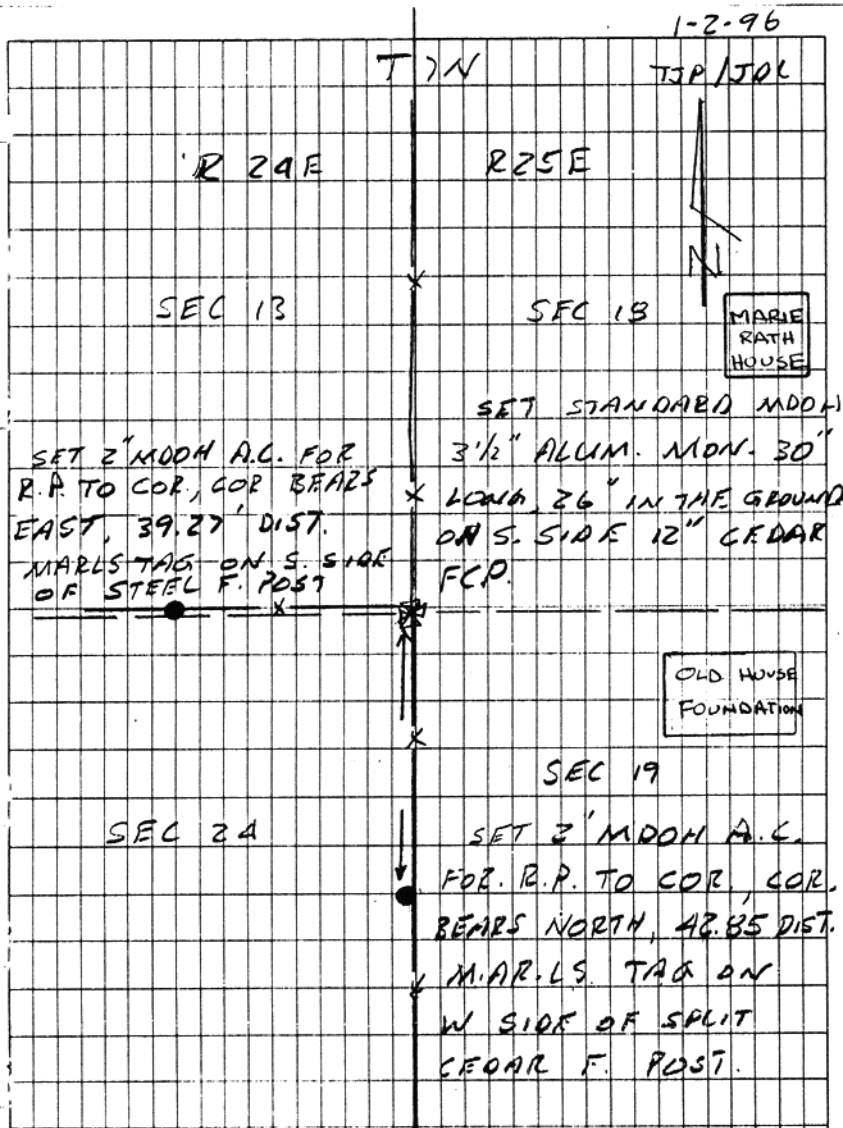 1-2-96
T 7N
TJP/JDL
R 24E
R25E
N
SEC 13
SEC 18
MARIE
RATH
HOUSE
SET 2" MDOH A.C. FOR
R.P. TO COR, COR BEARS
EAST, 39.27' DIST.
MARLS TAG ON S. SIDE
OF STEEL F. POST
SET STANDARD MDOH
3 1/2" ALUM. MON. 30"
LONG, 26" IN THE GROUND
ON S. SIDE 12" CEDAR
FCP.
OLD HOUSE
FOUNDATION
SEC 24
SEC 19
SET 2" MDOH A.C.
FOR. R.P. TO COR, COR.
BEARS NORTH, 42.85 DIST.
M.AR.LS. TAG ON
W SIDE OF SPLIT
CEDAR F. POST.